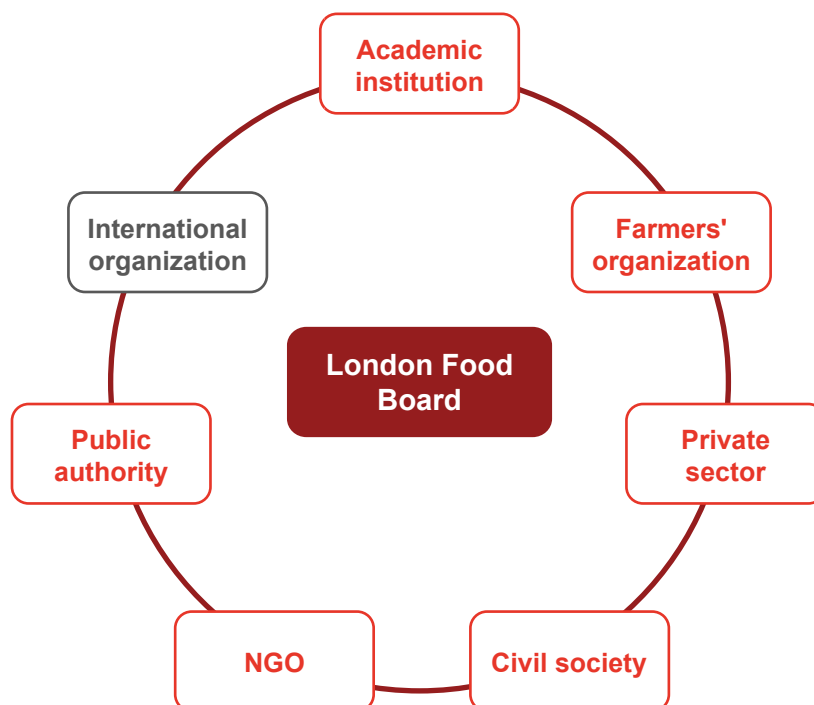 Academic
institution
International
organization
Farmers'
organization
London Food
Board
Public
authority
Private
sector
NGO
Civil society